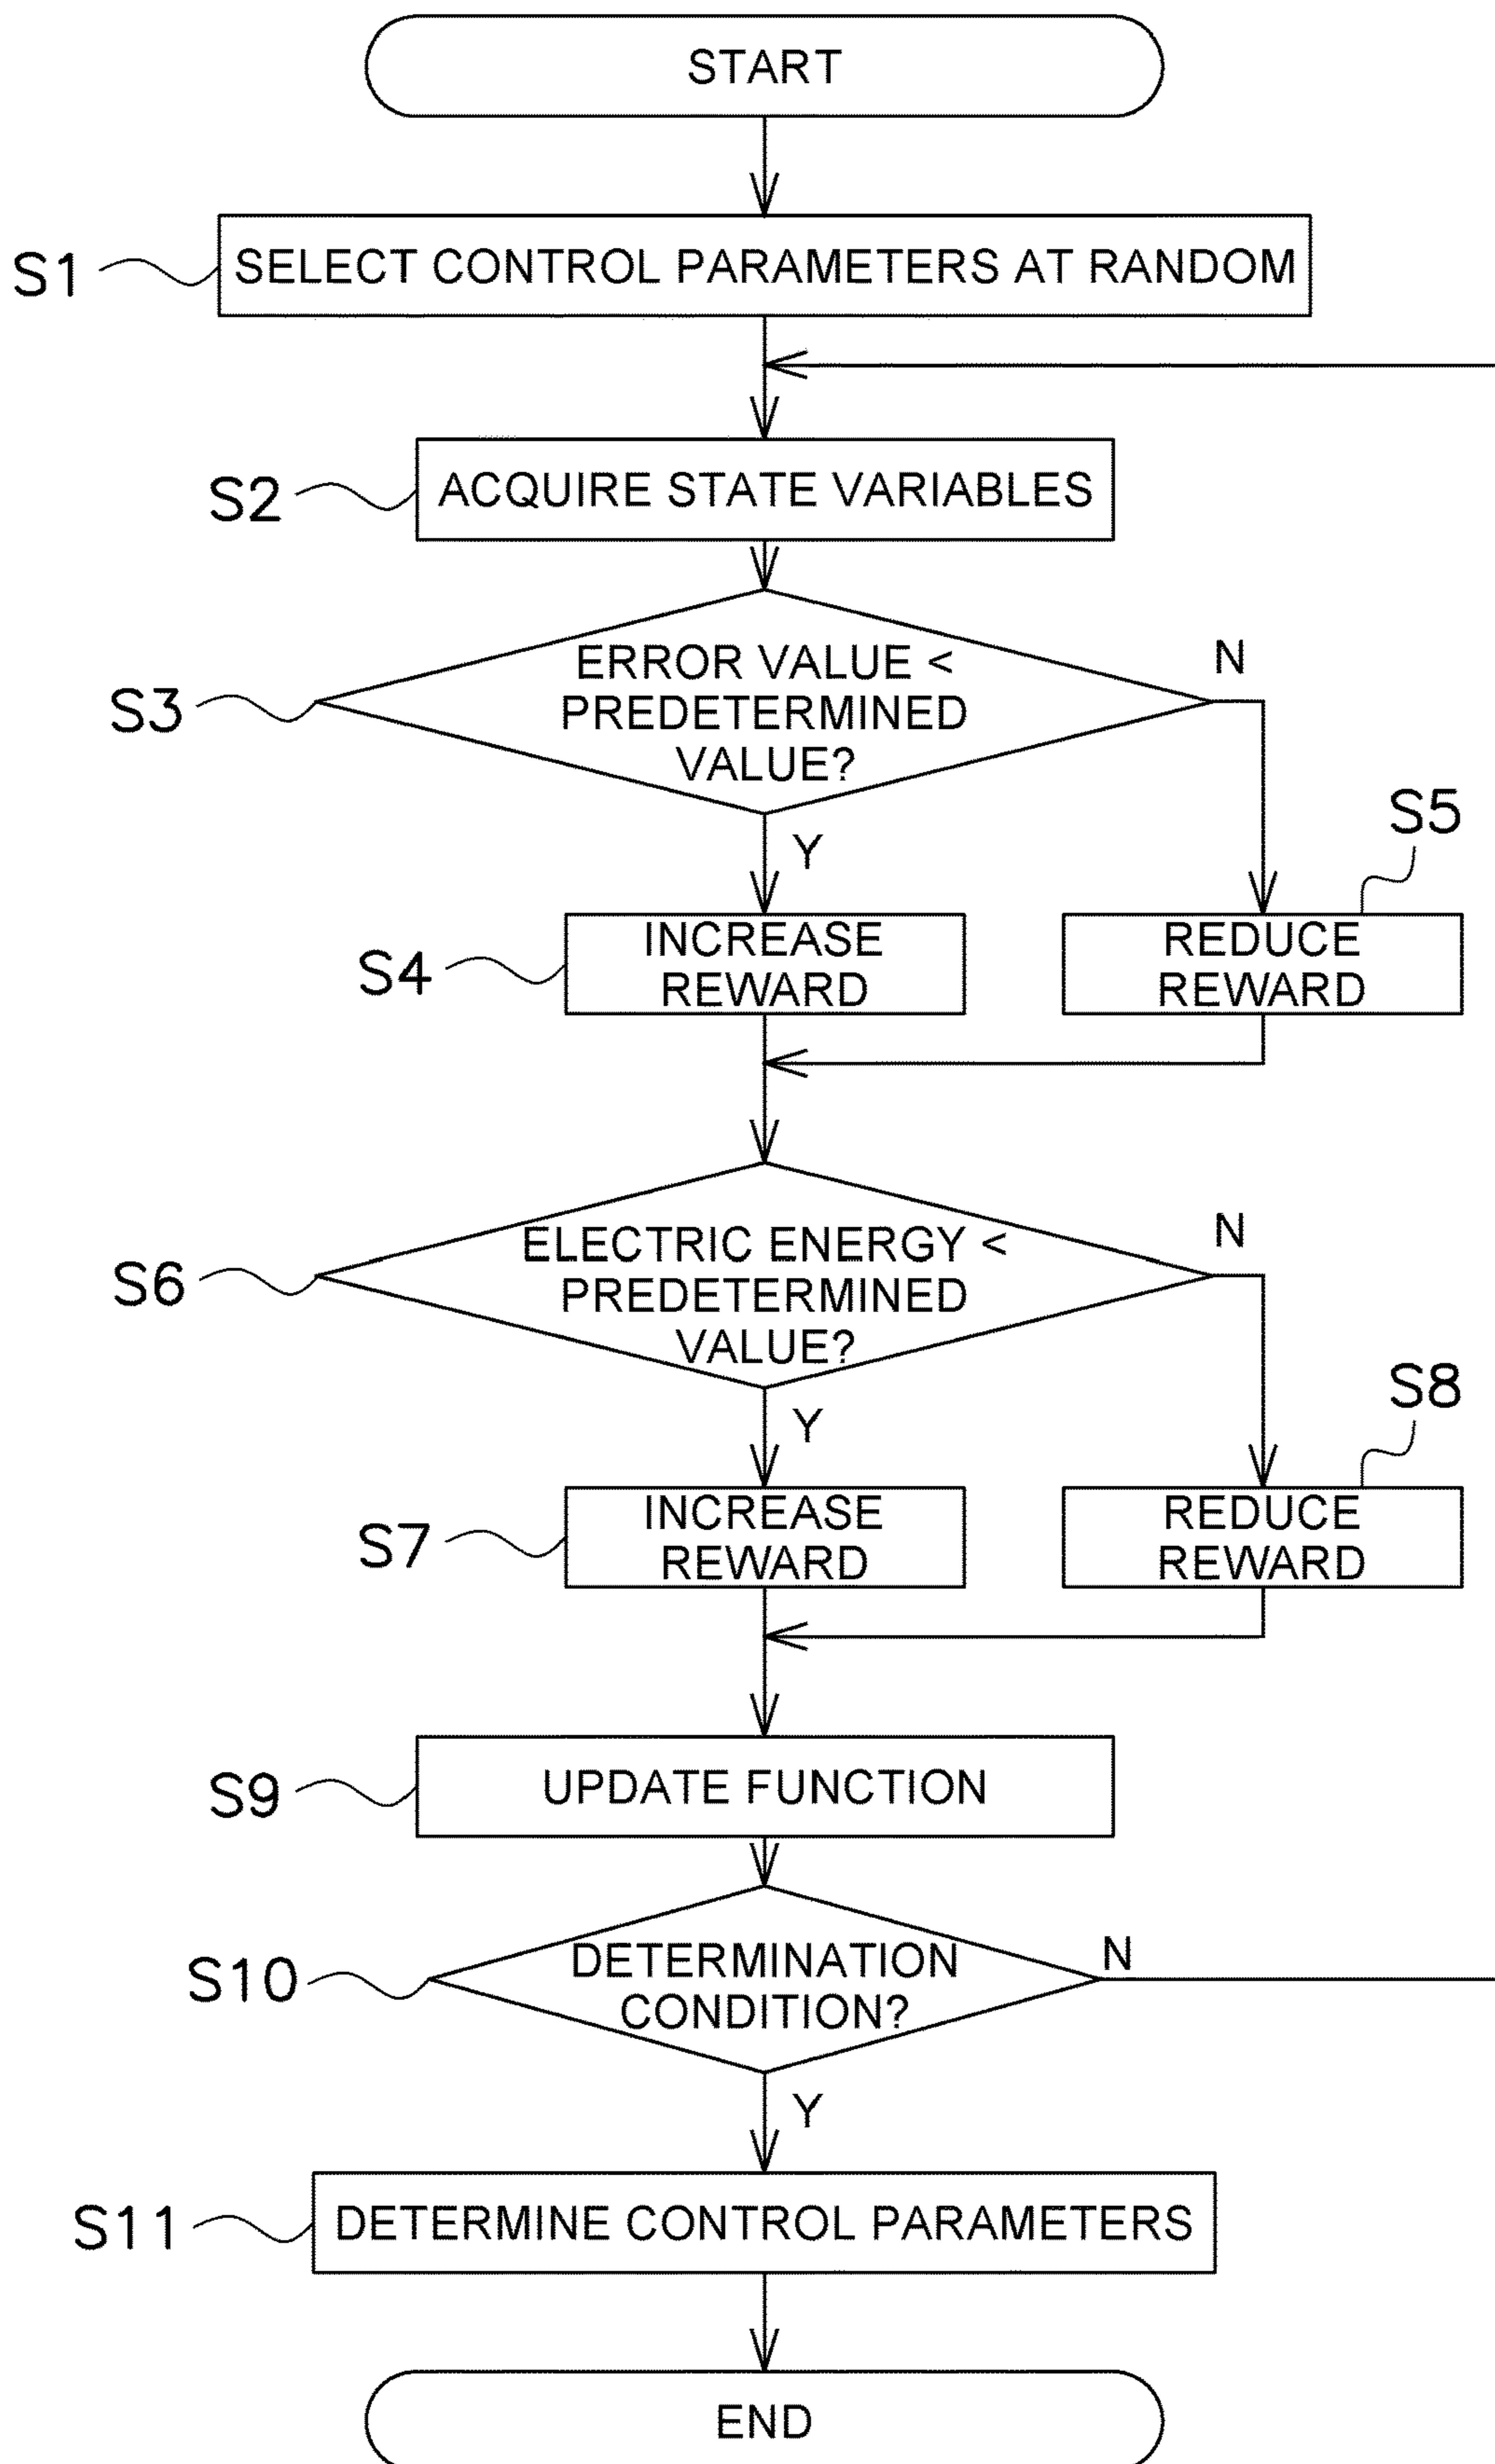 START
S1
SELECT CONTROL PARAMETERS AT RANDOM
S2
ACQUIRE STATE VARIABLES
S3
ERROR VALUE <
PREDETERMINED
VALUE?
N
Y
S5
S4
INCREASE
REWARD
REDUCE
REWARD
S6
ELECTRIC ENERGY <
PREDETERMINED
VALUE?
N
Y
S8
S7
INCREASE
REWARD
REDUCE
REWARD
S9
UPDATE FUNCTION
S10
DETERMINATION
CONDITION?
N
Y
S11
DETERMINE CONTROL PARAMETERS
END